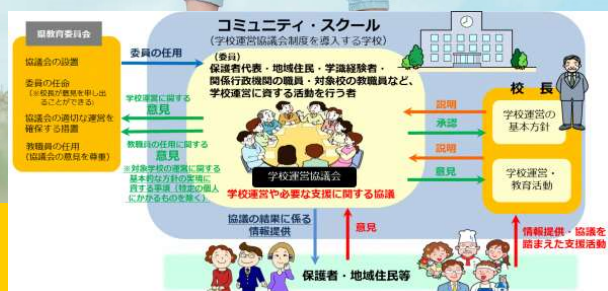 コミュニティ・スクール
(学校運営協議会制度を導入する学校)
県教育委員会
協議会の設置
委員の任命
(※校長が意見を申し出
ることができる)
協議会の適切な運営を
確保する措置
教職員の任用
(協議会の意見を尊重)
委員の任用
(委員)
保護者代表・地域住民・学識経験者・
関係行政機関の職員・対象校の教職員など、
学校運営に資する活動を行う者
学校運営に関する
意見
教職員の任用に関する
意見
※対象学校の運営に関する
基本的な方針の実現に
資する事項(特定の個人
にかかるものを除く)
学校運営協議会
学校運営や必要な支援に関する協議
説明
承認
説明
意見
校 長
学校運営の
基本方針
学校運営・
教育活動
協議の結果に係る
情報提供
意見
情報提供・協議を
踏まえた支援活動
保護者・地域住民等